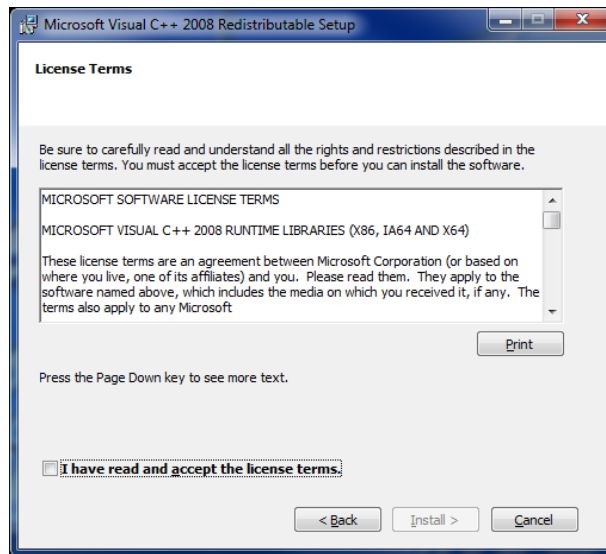 Microsoft Visual C++ 2008 Redistributable Setup
License Terms
Be sure to carefully read and understand all the rights and restrictions described in the
license terms. You must accept the license terms before you can install the software.
MICROSOFT SOFTWARE LICENSE TERMS
MICROSOFT VISUAL C++ 2008 RUNTIME LIBRARIES (X86, IA64 AND X64)
These license terms are an agreement between Microsoft Corporation (or based on
where you live, one of its affiliates) and you.  Please read them.  They apply to the
software named above, which includes the media on which you received it, if any.  The
terms also apply to any Microsoft
Print
Press the Page Down key to see more text.
I have read and accept the license terms.
< Back Install > Cancel